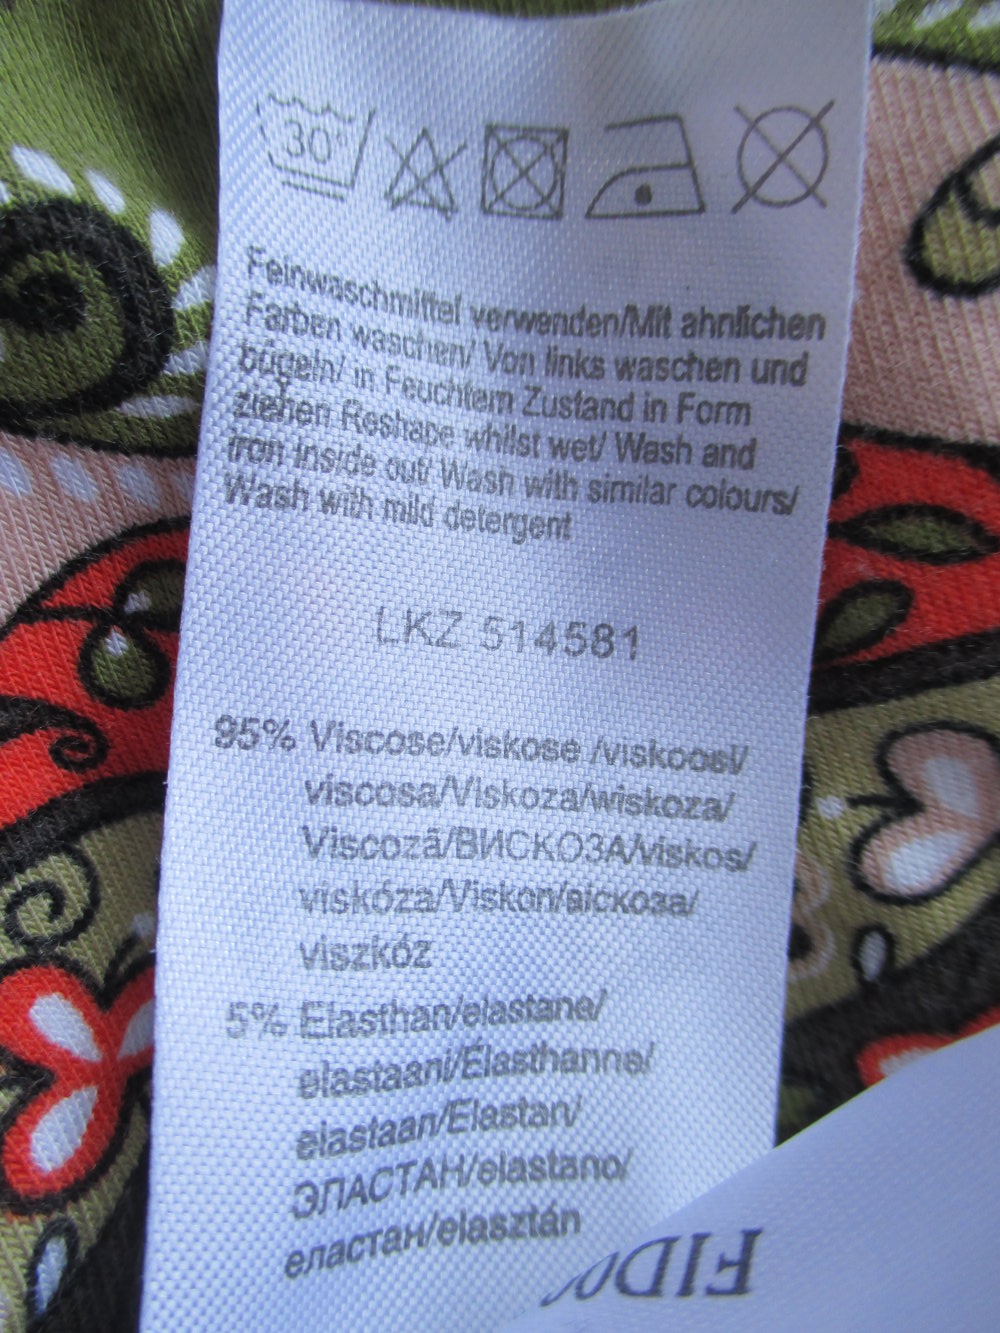 30°
Feinwaschmittel verwenden/Mit ähnlichen
Farben waschen/ Von links waschen und
bügeln/ in Feuchtem Zustand in Form
ziehen Reshape whilst wet/ Wash and
iron inside out/ Wash with similar colours/
Wash with mild detergent
LKZ 514581
95% Viscose/viskose /viskoosi/
viscosa/Viskoza/wiskoza/
Viscoză/ВИСКОЗА/viskos/
viskóza/Viskon/віскоза/
viszkóz
5% Elasthan/elastane/
elastaani/Élasthanne/
elastaan/Elastan/
ЭЛАСТАН/elastano/
еластан/elasztán